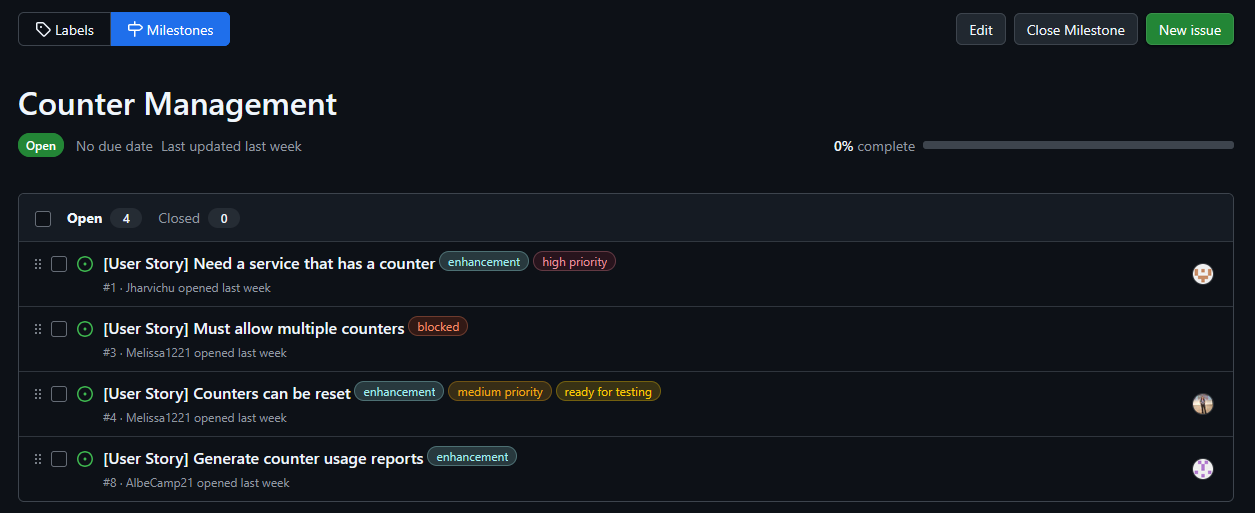 Labels Milestones Edit Close Milestone New issue
Counter Management
Open No due date Last updated last week 0% complete
Open 4 Closed 0
[User Story] Need a service that has a counter enhancement high priority
#1 · Jharvichu opened last week
[User Story] Must allow multiple counters blocked
#3 · Melissa1221 opened last week
[User Story] Counters can be reset enhancement medium priority ready for testing
#4 · Melissa1221 opened last week
[User Story] Generate counter usage reports enhancement
#8 · AlbeCamp21 opened last week